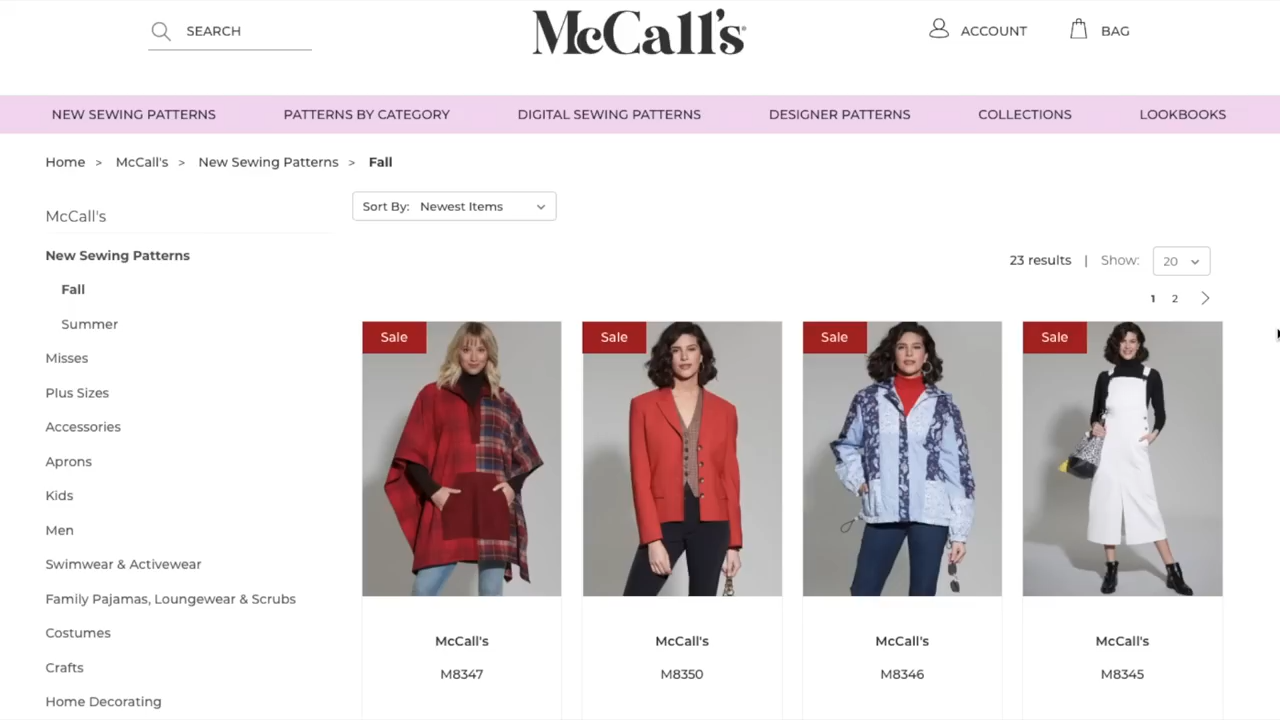 SEARCH
McCall's
ACCOUNT
BAG
NEW SEWING PATTERNS
PATTERNS BY CATEGORY
DIGITAL SEWING PATTERNS
DESIGNER PATTERNS
COLLECTIONS
LOOKBOOKS
Home > McCall's > New Sewing Patterns > Fall
McCall's
Sort By: Newest Items
New Sewing Patterns
Fall
Summer
Misses
Plus Sizes
Accessories
Aprons
Kids
Men
Swimwear & Activewear
Family Pajamas, Loungewear & Scrubs
Costumes
Crafts
Home Decorating
23 results | Show: 20
1 2
Sale
Sale
Sale
Sale
McCall's
M8347
McCall's
M8350
McCall's
M8346
McCall's
M8345